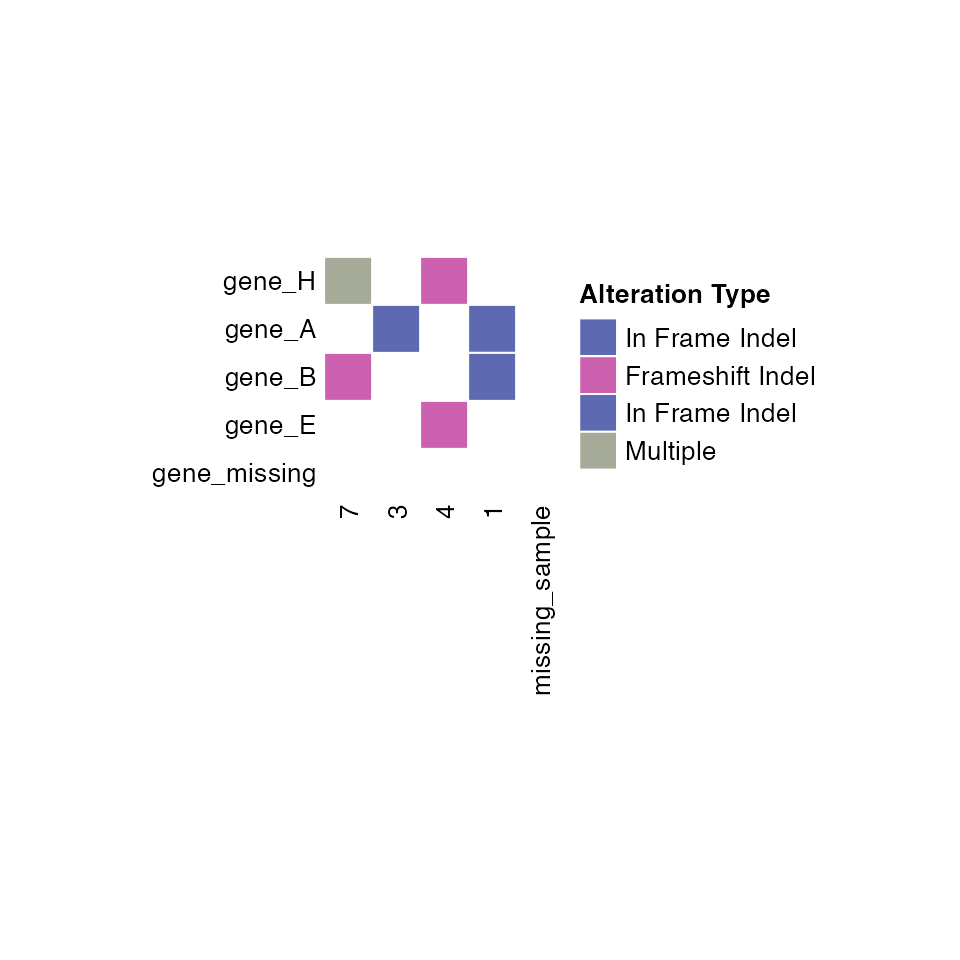 gene_H
gene_A
gene_B
gene_E
gene_missing
7
3
4
1
missing_sample
Alteration Type
In Frame Indel
Frameshift Indel
In Frame Indel
Multiple